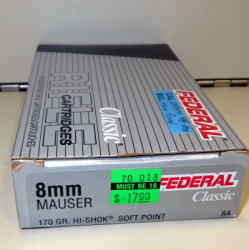 FEDERAL
Classic
RIFLE
CARTRIDGES
70 013
MUST BE 18
$ 17.99
8mm
MAUSER
FEDERAL
Classic
170 GR. HI-SHOK® SOFT POINT
8A